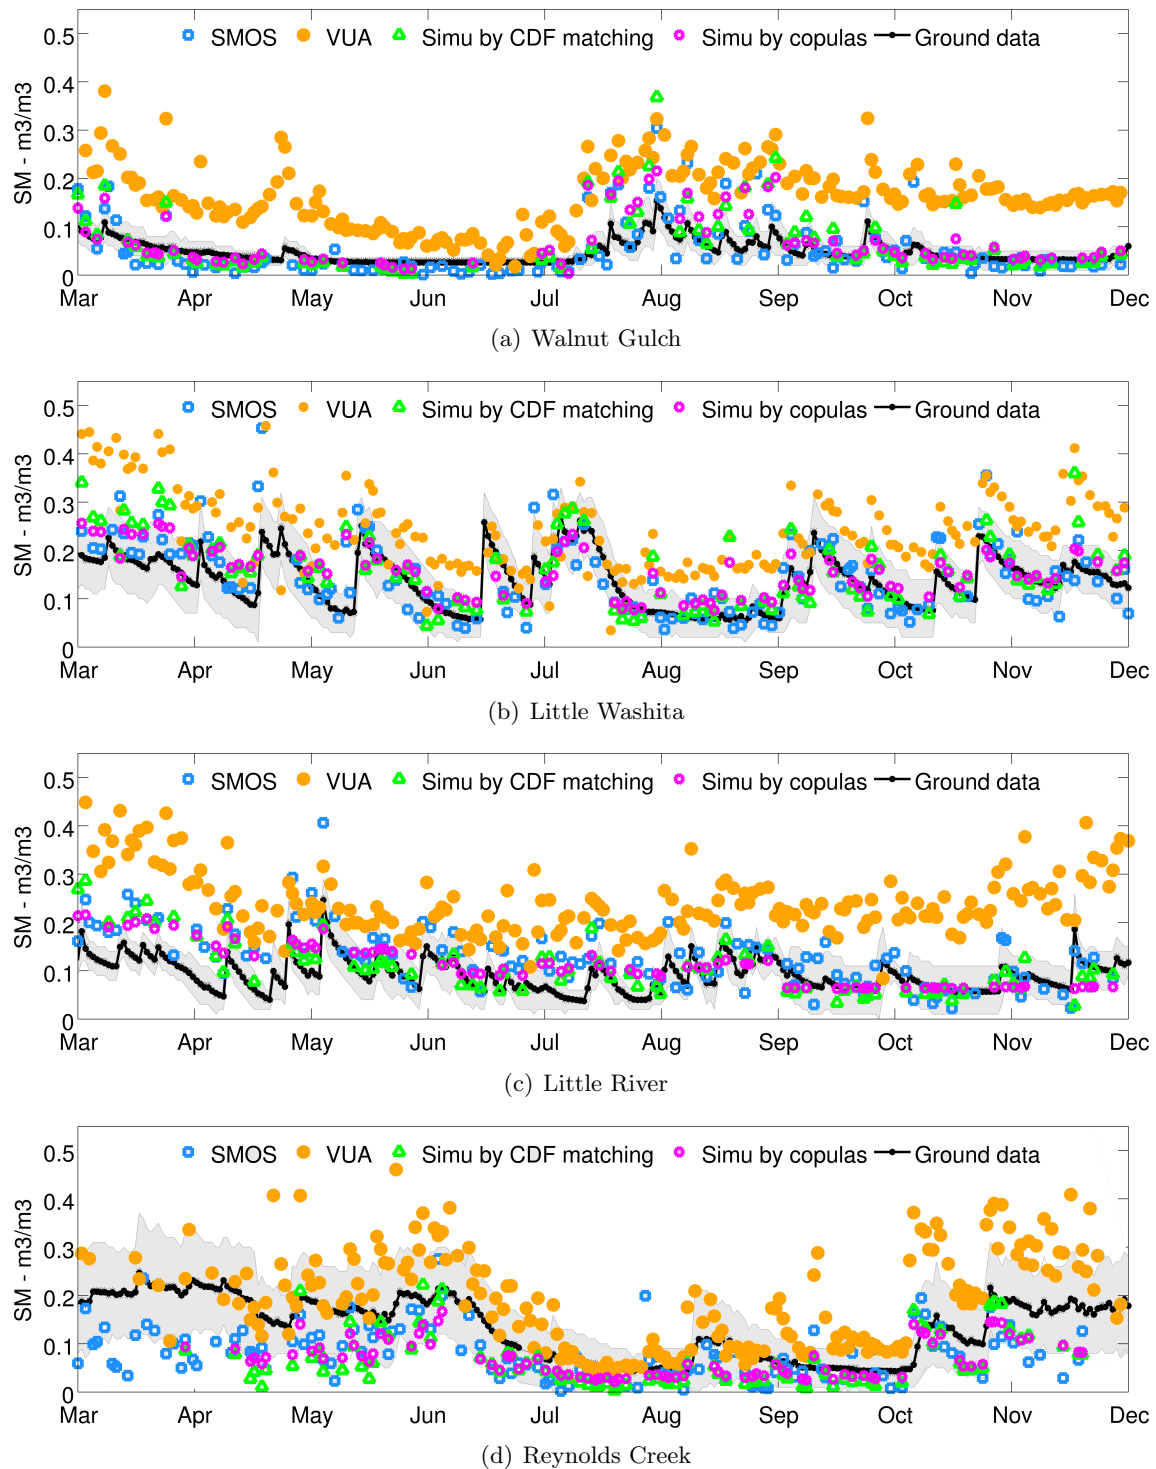 SMOS VUA Simu by CDF matching Simu by copulas Ground data
SM - m3/m3
0.5
0.4
0.3
0.2
0.1
0
Mar Apr May Jun Jul Aug Sep Oct Nov Dec
(a) Walnut Gulch
SMOS VUA Simu by CDF matching Simu by copulas Ground data
SM - m3/m3
0.5
0.4
0.3
0.2
0.1
0
Mar Apr May Jun Jul Aug Sep Oct Nov Dec
(b) Little Washita
SMOS VUA Simu by CDF matching Simu by copulas Ground data
SM - m3/m3
0.5
0.4
0.3
0.2
0.1
0
Mar Apr May Jun Jul Aug Sep Oct Nov Dec
(c) Little River
SMOS VUA Simu by CDF matching Simu by copulas Ground data
SM - m3/m3
0.5
0.4
0.3
0.2
0.1
0
Mar Apr May Jun Jul Aug Sep Oct Nov Dec
(d) Reynolds Creek